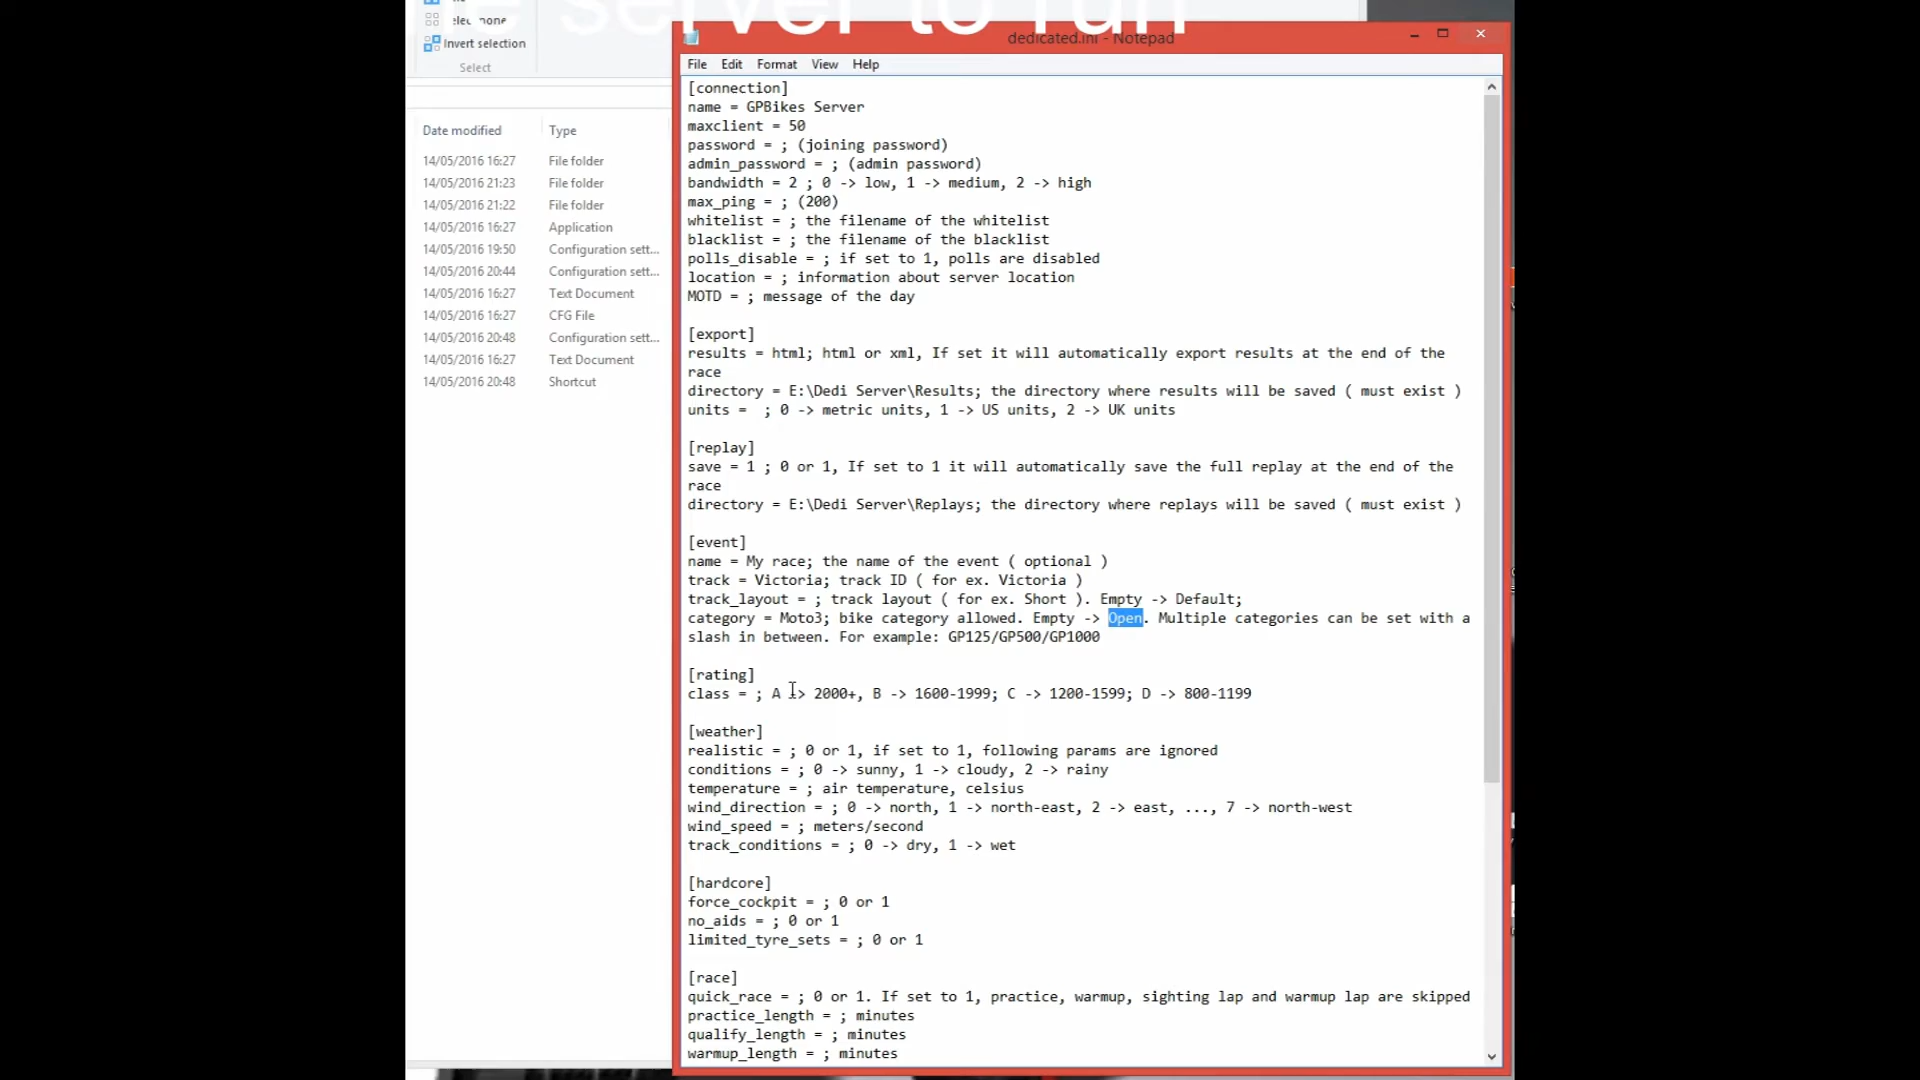 server to run
none
Invert selection
Select
Date modified Type
14/05/2016 16:27 File folder
14/05/2016 21:23 File folder
14/05/2016 21:22 File folder
14/05/2016 16:27 Application
14/05/2016 19:50 Configuration sett...
14/05/2016 20:44 Configuration sett...
14/05/2016 16:27 Text Document
14/05/2016 16:27 CFG File
14/05/2016 20:48 Configuration sett...
14/05/2016 16:27 Text Document
14/05/2016 20:48 Shortcut
dedicated.ini - Notepad
File Edit Format View Help
[connection]
name = GPBikes Server
maxclient = 50
password = ; (joining password)
admin_password = ; (admin password)
bandwidth = 2 ; 0 -> low, 1 -> medium, 2 -> high
max_ping = ; (200)
whitelist = ; the filename of the whitelist
blacklist = ; the filename of the blacklist
polls_disable = ; if set to 1, polls are disabled
location = ; information about server location
MOTD = ; message of the day
[export]
results = html; html or xml, If set it will automatically export results at the end of the
race
directory = E:\Dedi Server\Results; the directory where results will be saved ( must exist )
units =  ; 0 -> metric units, 1 -> US units, 2 -> UK units
[replay]
save = 1 ; 0 or 1, If set to 1 it will automatically save the full replay at the end of the
race
directory = E:\Dedi Server\Replays; the directory where replays will be saved ( must exist )
[event]
name = My race; the name of the event ( optional )
track = Victoria; track ID ( for ex. Victoria )
track_layout = ; track layout ( for ex. Short ). Empty -> Default;
category = Moto3; bike category allowed. Empty -> Open. Multiple categories can be set with a
slash in between. For example: GP125/GP500/GP1000
[rating]
class = ; A -> 2000+, B -> 1600-1999; C -> 1200-1599; D -> 800-1199
[weather]
realistic = ; 0 or 1, if set to 1, following params are ignored
conditions = ; 0 -> sunny, 1 -> cloudy, 2 -> rainy
temperature = ; air temperature, celsius
wind_direction = ; 0 -> north, 1 -> north-east, 2 -> east, ..., 7 -> north-west
wind_speed = ; meters/second
track_conditions = ; 0 -> dry, 1 -> wet
[hardcore]
force_cockpit = ; 0 or 1
no_aids = ; 0 or 1
limited_tyre_sets = ; 0 or 1
[race]
quick_race = ; 0 or 1. If set to 1, practice, warmup, sighting lap and warmup lap are skipped
practice_length = ; minutes
qualify_length = ; minutes
warmup_length = ; minutes